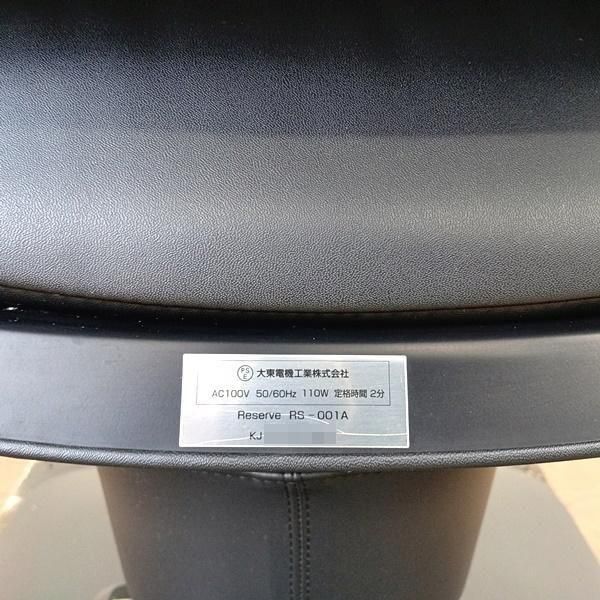 PS
E 大東電機工業株式会社
AC100V 50/60Hz 110W 定格時間 2分
Reserve RS-001A
KJ